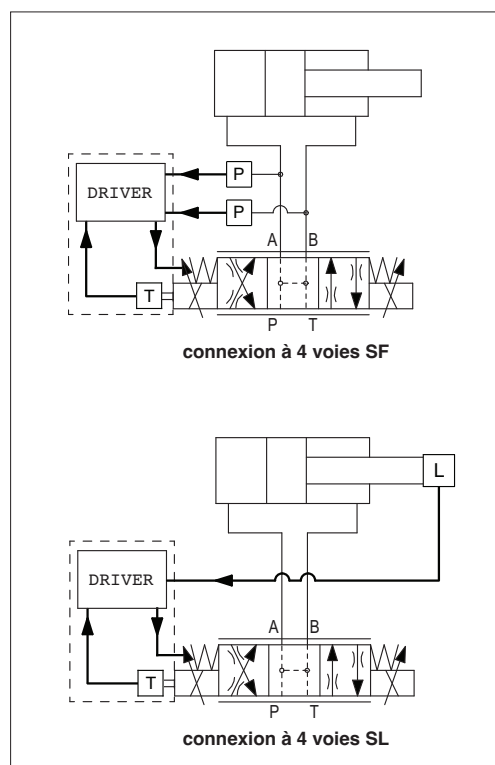 DRIVER
P
P
A B
T
P T
connexion à 4 voies SF
L
DRIVER
A B
T
P T
connexion à 4 voies SL